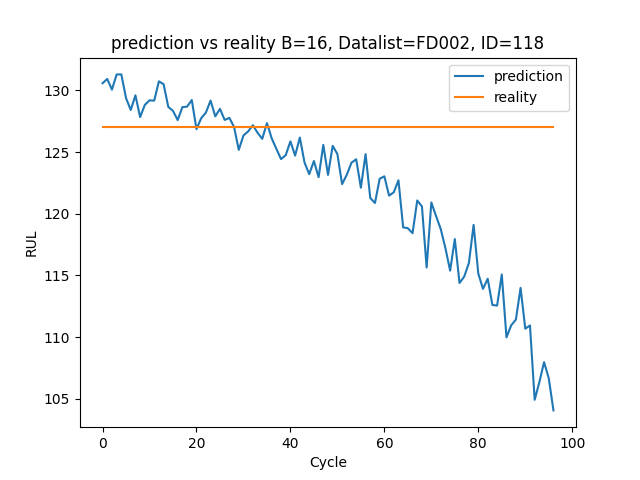 prediction vs reality B=16, Datalist=FD002, ID=118
prediction
reality
130
125
120
115
110
105
RUL
0 20 40 60 80 100
Cycle